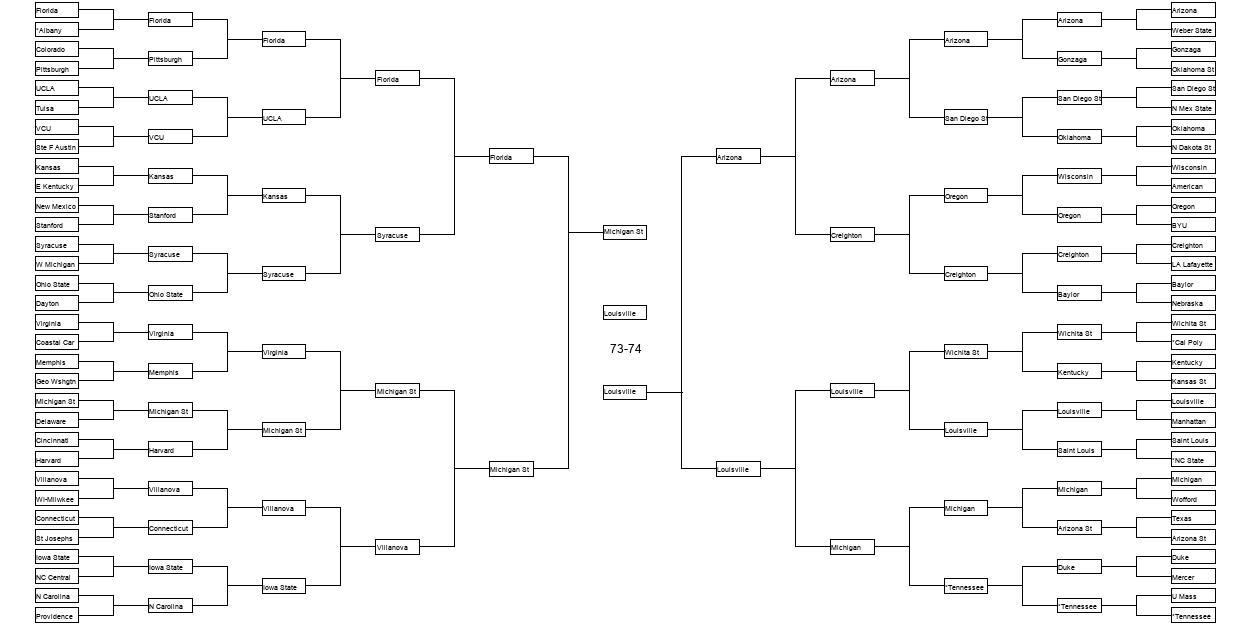 Florida
*Albany
Colorado
Pittsburgh
UCLA
Tulsa
VCU
Ste F Austin
Kansas
E Kentucky
New Mexico
Stanford
Syracuse
W Michigan
Ohio State
Dayton
Virginia
Coastal Car
Memphis
Geo Wshgtn
Michigan St
Delaware
Cincinnati
Harvard
Villanova
WI-Milwkee
Connecticut
St Josephs
Iowa State
NC Central
N Carolina
Providence
Florida
Pittsburgh
UCLA
VCU
Kansas
Stanford
Syracuse
Ohio State
Virginia
Memphis
Michigan St
Harvard
Villanova
Connecticut
Iowa State
N Carolina
Florida
UCLA
Kansas
Syracuse
Virginia
Michigan St
Villanova
Iowa State
Florida
Syracuse
Michigan St
Villanova
Florida
Michigan St
Michigan St
Louisville
73-74
Louisville
Arizona
Louisville
Arizona
Creighton
Louisville
Michigan
Arizona
San Diego St
Oregon
Creighton
Wichita St
Louisville
Michigan
*Tennessee
Arizona
Gonzaga
San Diego St
Oklahoma
Wisconsin
Oregon
Creighton
Baylor
Wichita St
Kentucky
Louisville
Saint Louis
Michigan
Arizona St
Duke
*Tennessee
Arizona
Weber State
Gonzaga
Oklahoma St
San Diego St
N Mex State
Oklahoma
N Dakota St
Wisconsin
American
Oregon
BYU
Creighton
LA Lafayette
Baylor
Nebraska
Wichita St
*Cal Poly
Kentucky
Kansas St
Louisville
Manhattan
Saint Louis
*NC State
Michigan
Wofford
Texas
Arizona St
Duke
Mercer
U Mass
*Tennessee